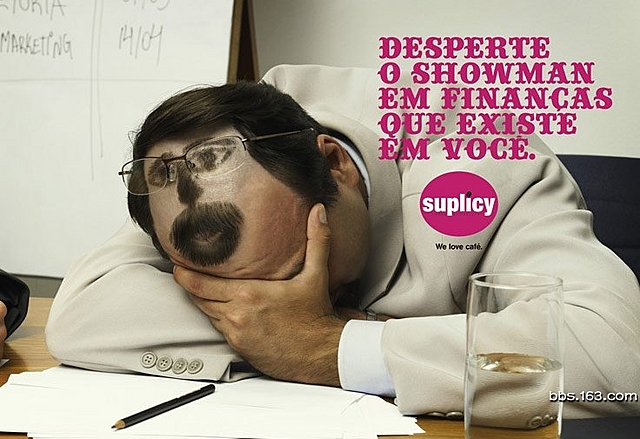 MARKETING 14/04
DESPERTE
O SHOWMAN
EM FINANÇAS
QUE EXISTE
EM VOCÊ.
suplicy
We love café.
bbs.163.com